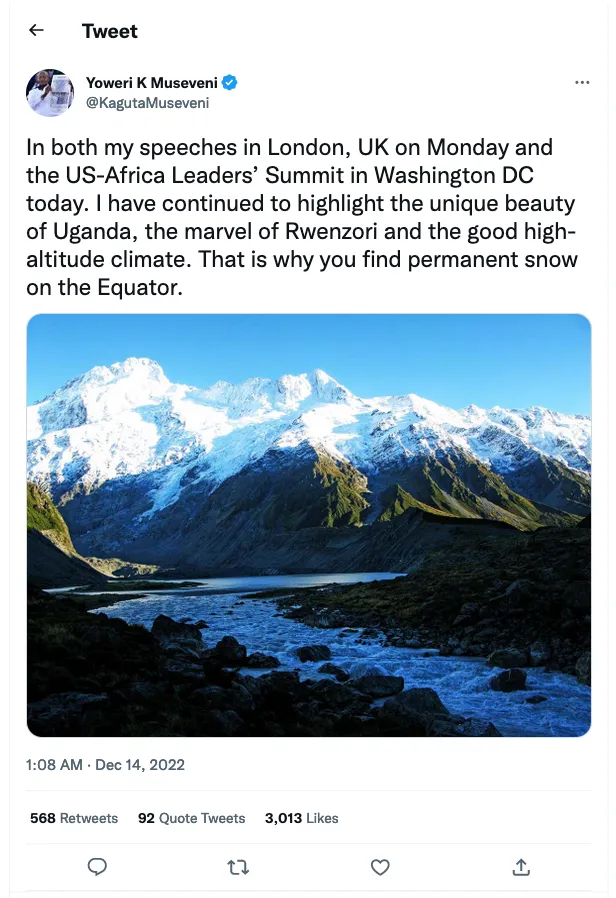 Tweet
Yoweri K Museveni
@KagutaMuseveni
In both my speeches in London, UK on Monday and
the US-Africa Leaders’ Summit in Washington DC
today. I have continued to highlight the unique beauty
of Uganda, the marvel of Rwenzori and the good high-
altitude climate. That is why you find permanent snow
on the Equator.
1:08 AM · Dec 14, 2022
568 Retweets 92 Quote Tweets 3,013 Likes